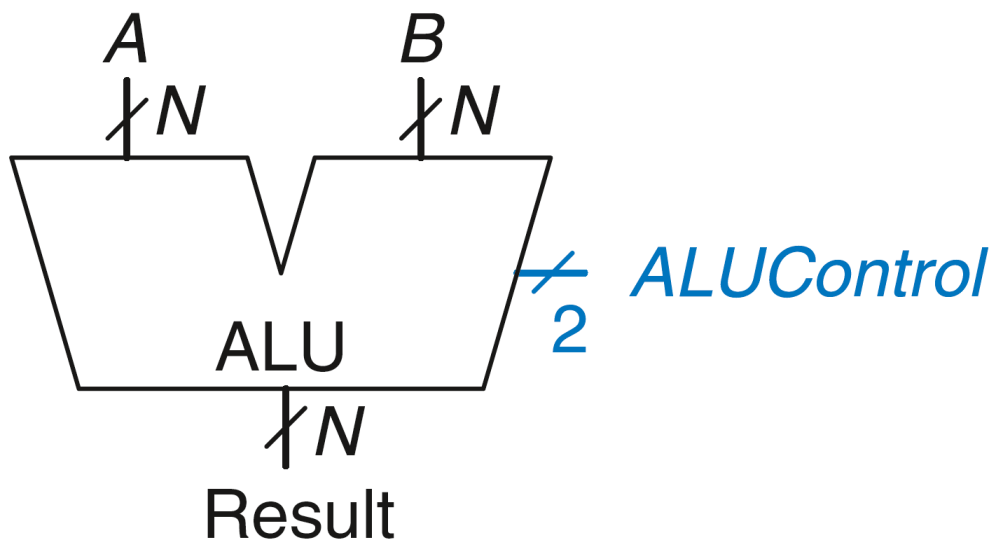 A B
N N
ALUControl
2
ALU
N
Result